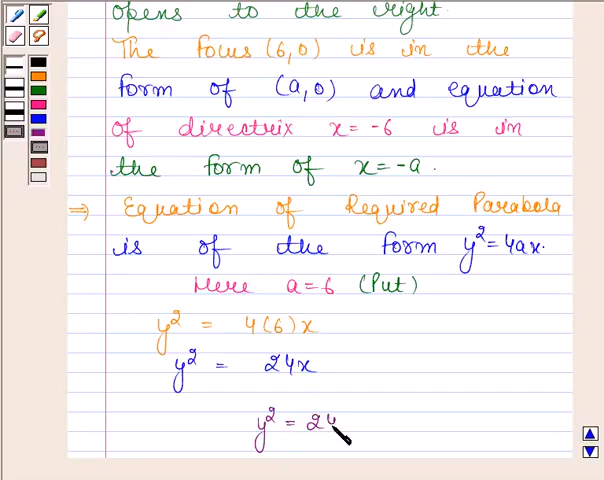 opens to the right.
The focus (6,0) is in the
form of (a,0) and equation
of directrix x=-6 is in
the form of x=-a.
⇒ Equation of Required Parabola
is of the form y²=4ax.
Here a=6 (Put)
y² = 4(6)x
y² = 24x
y² = 24